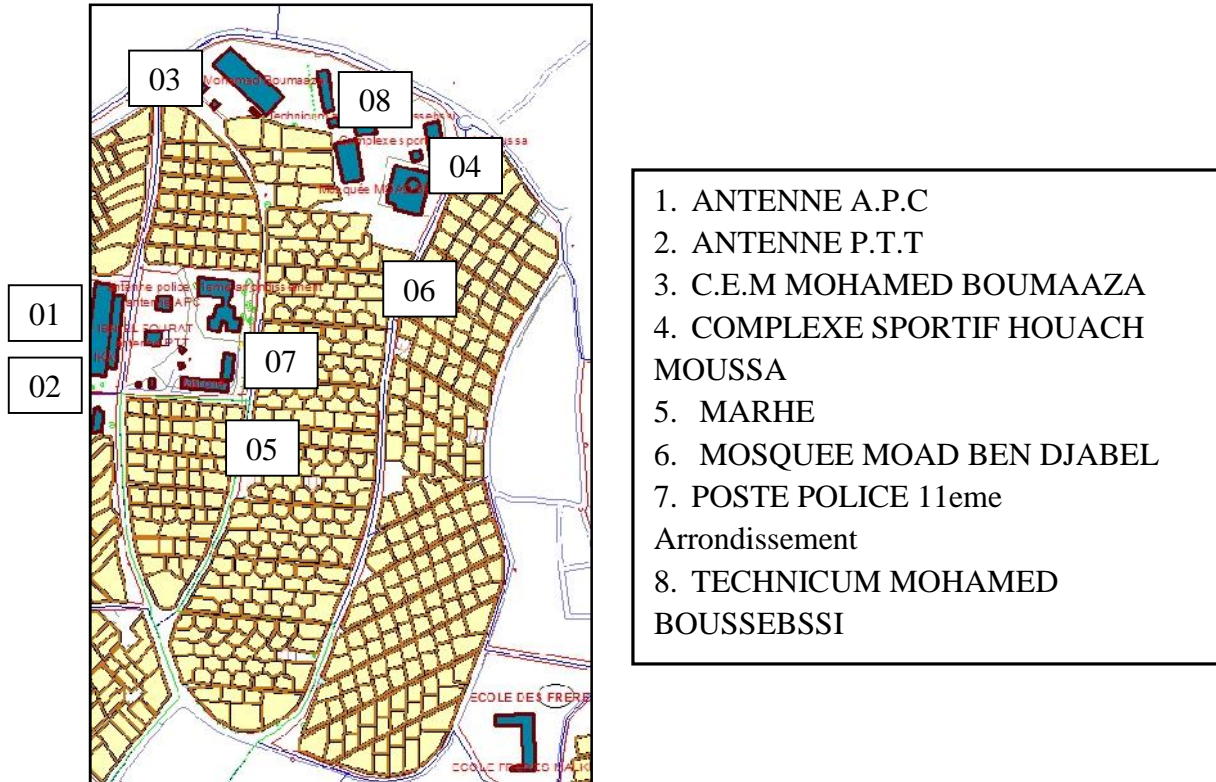 03
Mohamed Boumaaza
08
04
Mosquée
01
02
07
06
05
ECOLE DES FRERE
1. ANTENNE A.P.C
2. ANTENNE P.T.T
3. C.E.M MOHAMED BOUMAAZA
4. COMPLEXE SPORTIF HOUACH
MOUSSA
5. MARHE
6. MOSQUEE MOAD BEN DJABEL
7. POSTE POLICE 11eme
Arrondissement
8. TECHNICUM MOHAMED
BOUSSEBSSI